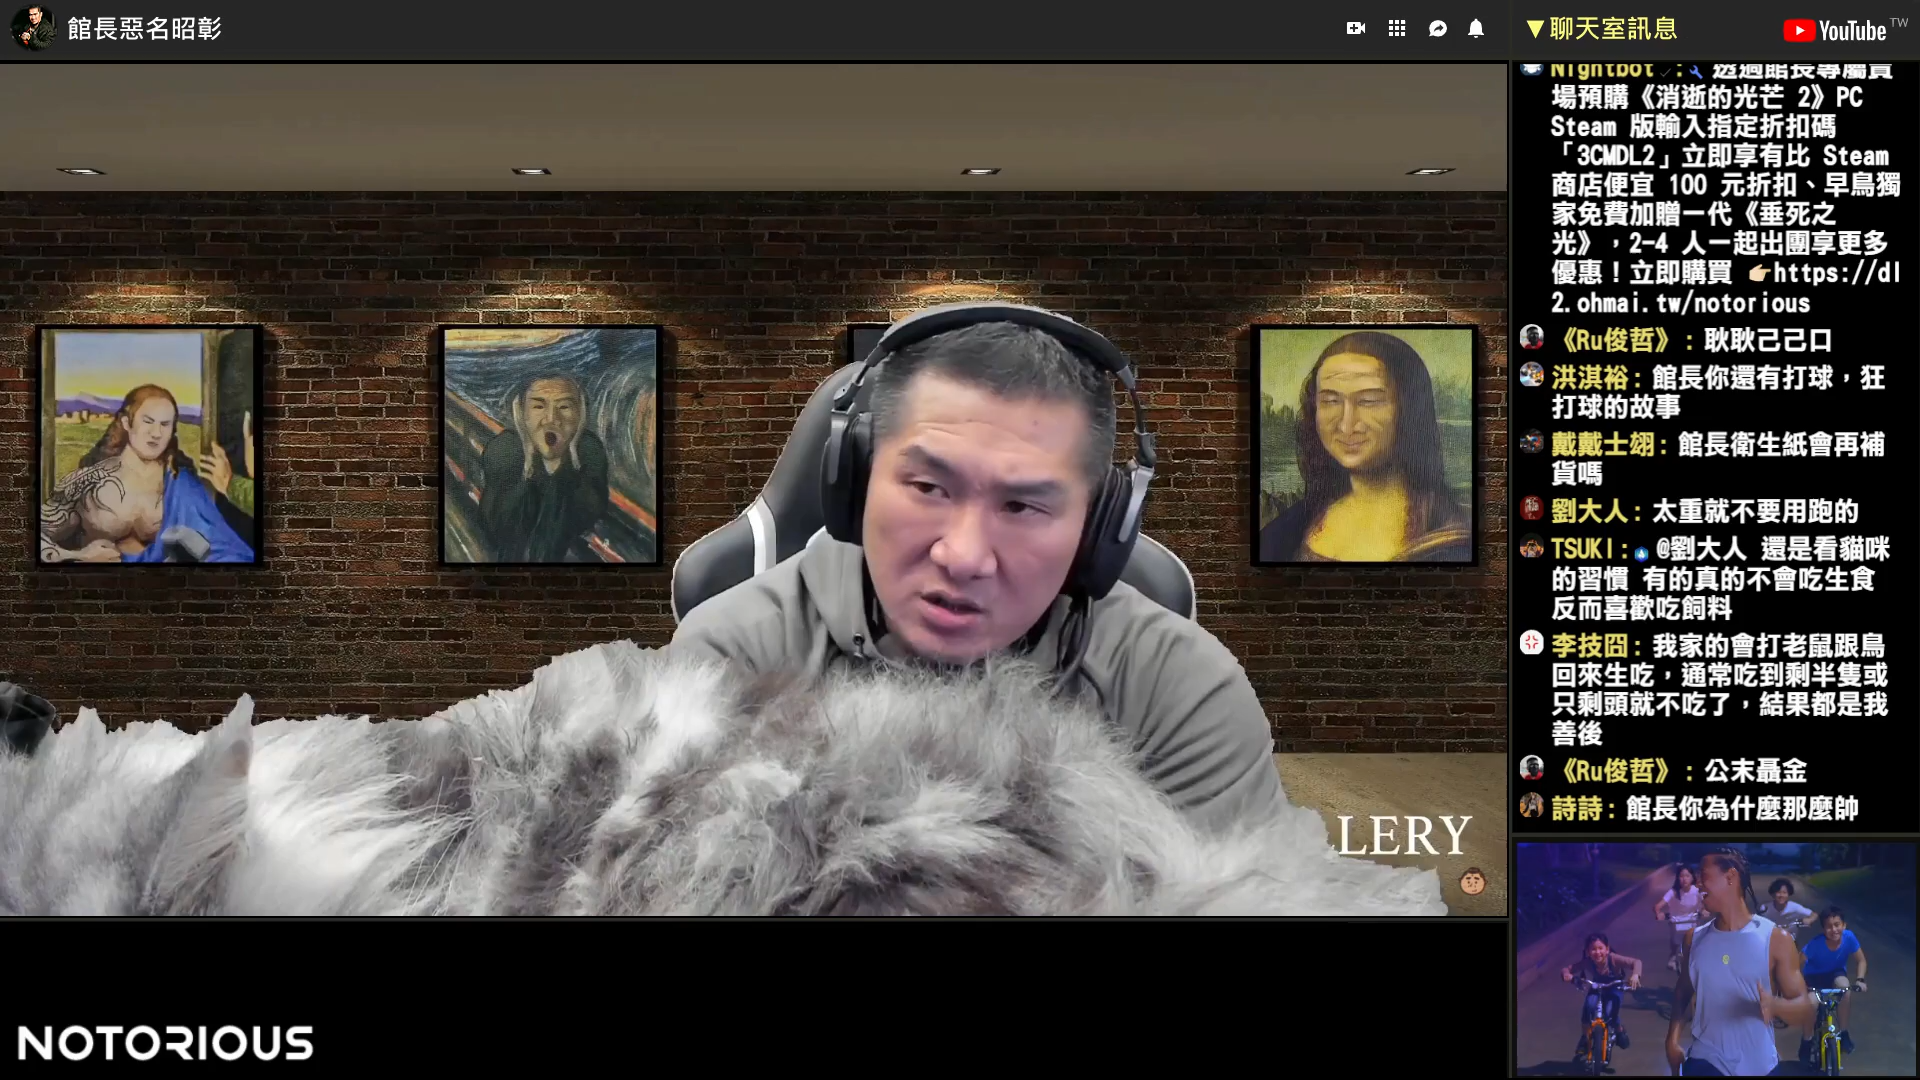 館長惡名昭彰
▼聊天室訊息
YouTube TW
Nightbot : 透過館長專屬賣
場預購《消逝的光芒 2》PC
Steam 版輸入指定折扣碼
「3CMDL2」立即享有比 Steam
商店便宜 100 元折扣、早鳥獨
家免費加贈一代《垂死之
光》，2-4 人一起出團享更多
優惠！立即購買 👉https://dl
2.ohmai.tw/notorious
《Ru俊哲》: 耿耿己己口
洪淇裕: 館長你還有打球，狂
打球的故事
戴戴士翃: 館長衛生紙會再補
貨嗎
劉大人: 太重就不要用跑的
TSUKI: @劉大人 還是看貓咪
的習慣 有的真的不會吃生食
反而喜歡吃飼料
李技囧: 我家的會打老鼠跟鳥
回來生吃，通常吃到剩半隻或
只剩頭就不吃了，結果都是我
善後
《Ru俊哲》: 公末聶金
詩詩: 館長你為什麼那麼帥
LERY
NOTORIOUS